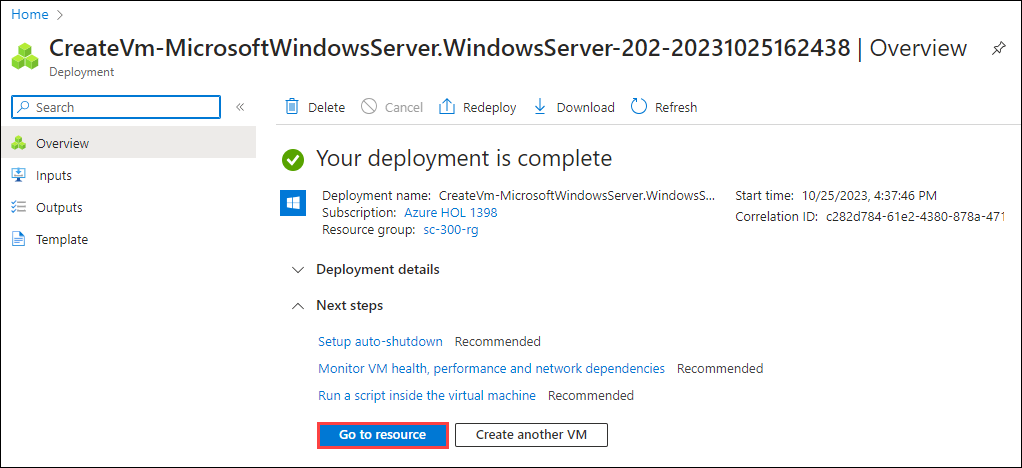 Home
CreateVm-MicrosoftWindowsServer.WindowsServer-202-20231025162438 | Overview
Deployment
Search
Delete
Cancel
Redeploy
Download
Refresh
Overview
Inputs
Outputs
Template
Your deployment is complete
Deployment name: CreateVm-MicrosoftWindowsServer.WindowsS...
Subscription: Azure HOL 1398
Resource group: sc-300-rg
Start time: 10/25/2023, 4:37:46 PM
Correlation ID: c282d784-61e2-4380-878a-471
Deployment details
Next steps
Setup auto-shutdown Recommended
Monitor VM health, performance and network dependencies Recommended
Run a script inside the virtual machine Recommended
Go to resource
Create another VM